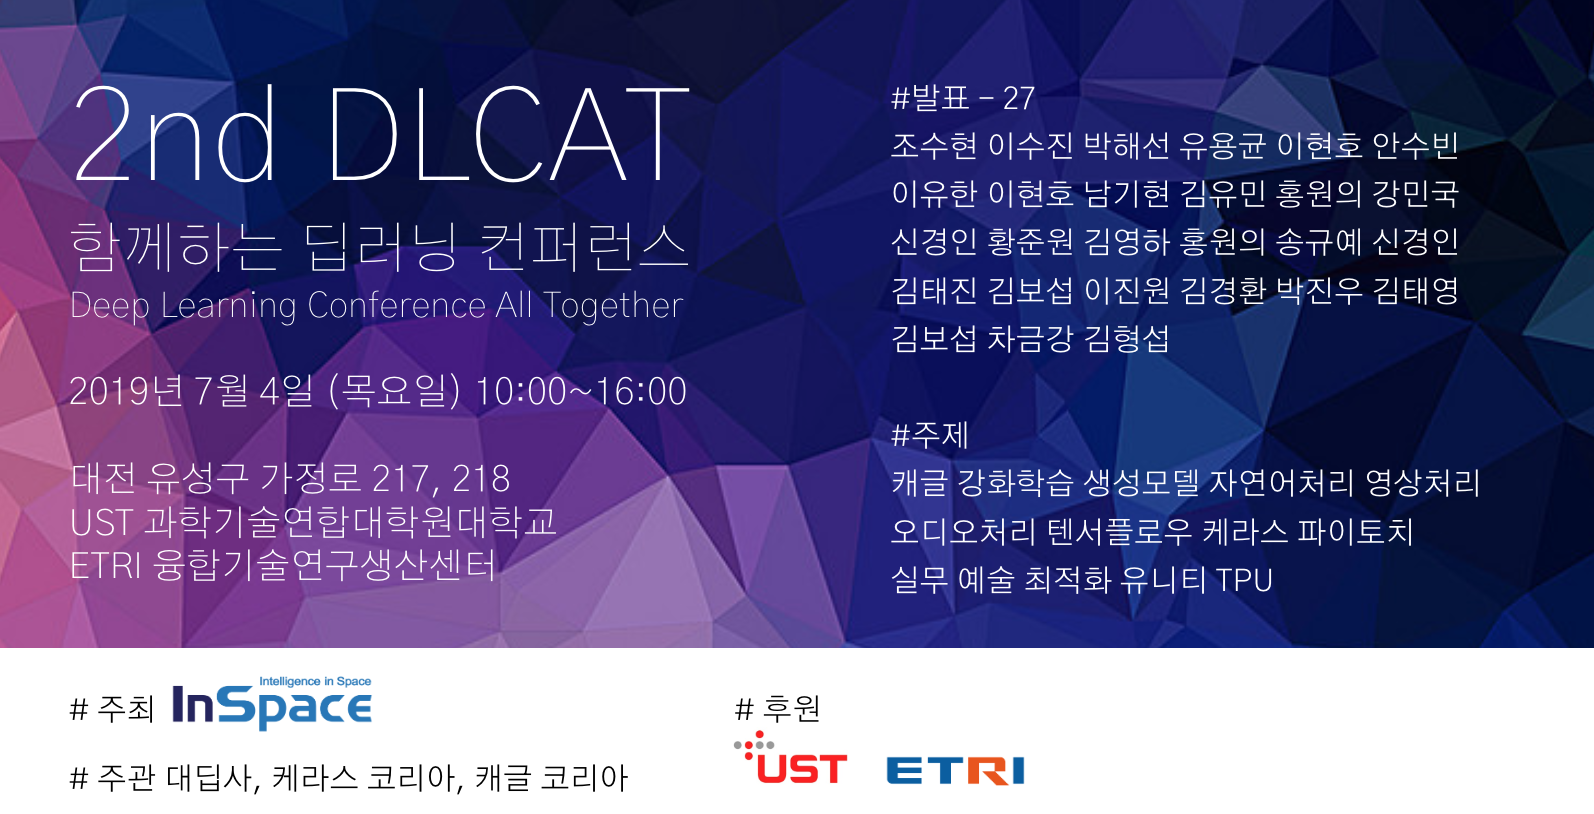 2nd DLCAT
함께하는 딥러닝 컨퍼런스
Deep Learning Conference All Together
2019년 7월 4일 (목요일) 10:00~16:00
대전 유성구 가정로 217, 218
UST 과학기술연합대학원대학교
ETRI 융합기술연구생산센터
#발표 – 27
조수현 이수진 박해선 유용균 이현호 안수빈
이유한 이현호 남기현 김유민 홍원의 강민국
신경인 황준원 김영하 홍원의 송규예 신경인
김태진 김보섭 이진원 김경환 박진우 김태영
김보섭 차금강 김형섭
#주제
캐글 강화학습 생성모델 자연어처리 영상처리
오디오처리 텐서플로우 케라스 파이토치
실무 예술 최적화 유니티 TPU
# 주최 Intelligence in Space InSpace
# 주관 대딥사, 케라스 코리아, 캐글 코리아
# 후원
UST ETRI